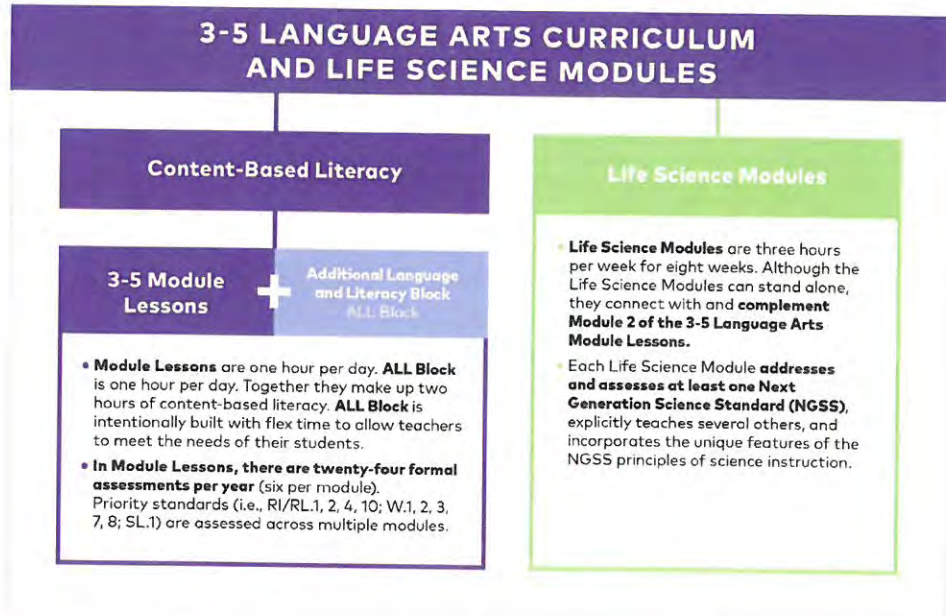 3-5 LANGUAGE ARTS CURRICULUM
AND LIFE SCIENCE MODULES
Content-Based Literacy
3-5 Module
Lessons
+
Additional Language
and Literacy Block
ALL Block
• Module Lessons are one hour per day. ALL Block
is one hour per day. Together they make up two
hours of content-based literacy. ALL Block is
intentionally built with flex time to allow teachers
to meet the needs of their students.
• In Module Lessons, there are twenty-four formal
assessments per year (six per module).
Priority standards (i.e., RI/RL.1, 2, 4, 10; W.1, 2, 3,
7, 8; SL.1) are assessed across multiple modules.
Life Science Modules
• Life Science Modules are three hours
per week for eight weeks. Although the
Life Science Modules can stand alone,
they connect with and complement
Module 2 of the 3-5 Language Arts
Module Lessons.
• Each Life Science Module addresses
and assesses at least one Next
Generation Science Standard (NGSS),
explicitly teaches several others, and
incorporates the unique features of the
NGSS principles of science instruction.